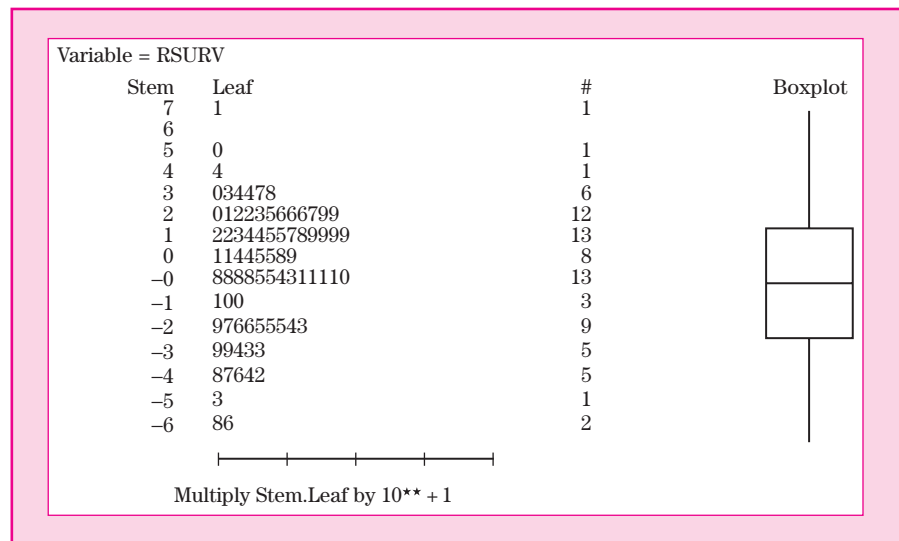 Variable = RSURV
Stem Leaf # Boxplot
7 1 1
6
5 0 1
4 4 1
3 034478 6
2 012235666799 12
1 2234455789999 13
0 11445589 8
–0 8888554311110 13
–1 100 3
–2 976655543 9
–3 99433 5
–4 87642 5
–5 3 1
–6 86 2
Multiply Stem.Leaf by 10** + 1